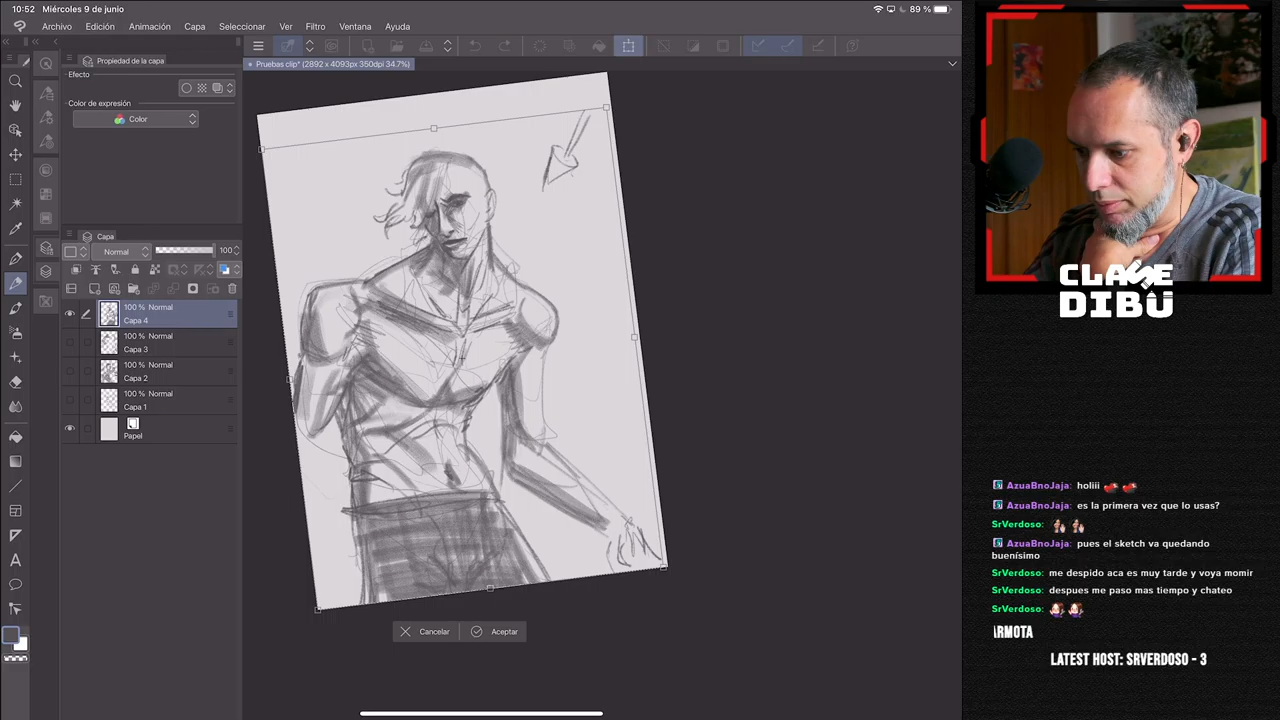 10:52 Miércoles 9 de junio
89 %
Archivo Edición Animación Capa Seleccionar Ver Filtro Ventana Ayuda
Pruebas clip* (2892 x 4093px 350dpi 34.7%)
Propiedad de la capa
Efecto
Color de expresión
Color
Capa
Normal
100
100 % Normal
Capa 4
100 % Normal
Capa 3
100 % Normal
Capa 2
100 % Normal
Capa 1
Papel
Cancelar Aceptar
CLASE
DIBU
AzuaBnoJaja: holiii
AzuaBnoJaja: es la primera vez que lo usas?
SrVerdoso:
AzuaBnoJaja: pues el sketch va quedando
buenísimo
SrVerdoso: me despido aca es muy tarde y voya momir
SrVerdoso: despues me paso mas tiempo y chateo
SrVerdoso:
ARMOTA
LATEST HOST: SRVERDOSO - 3